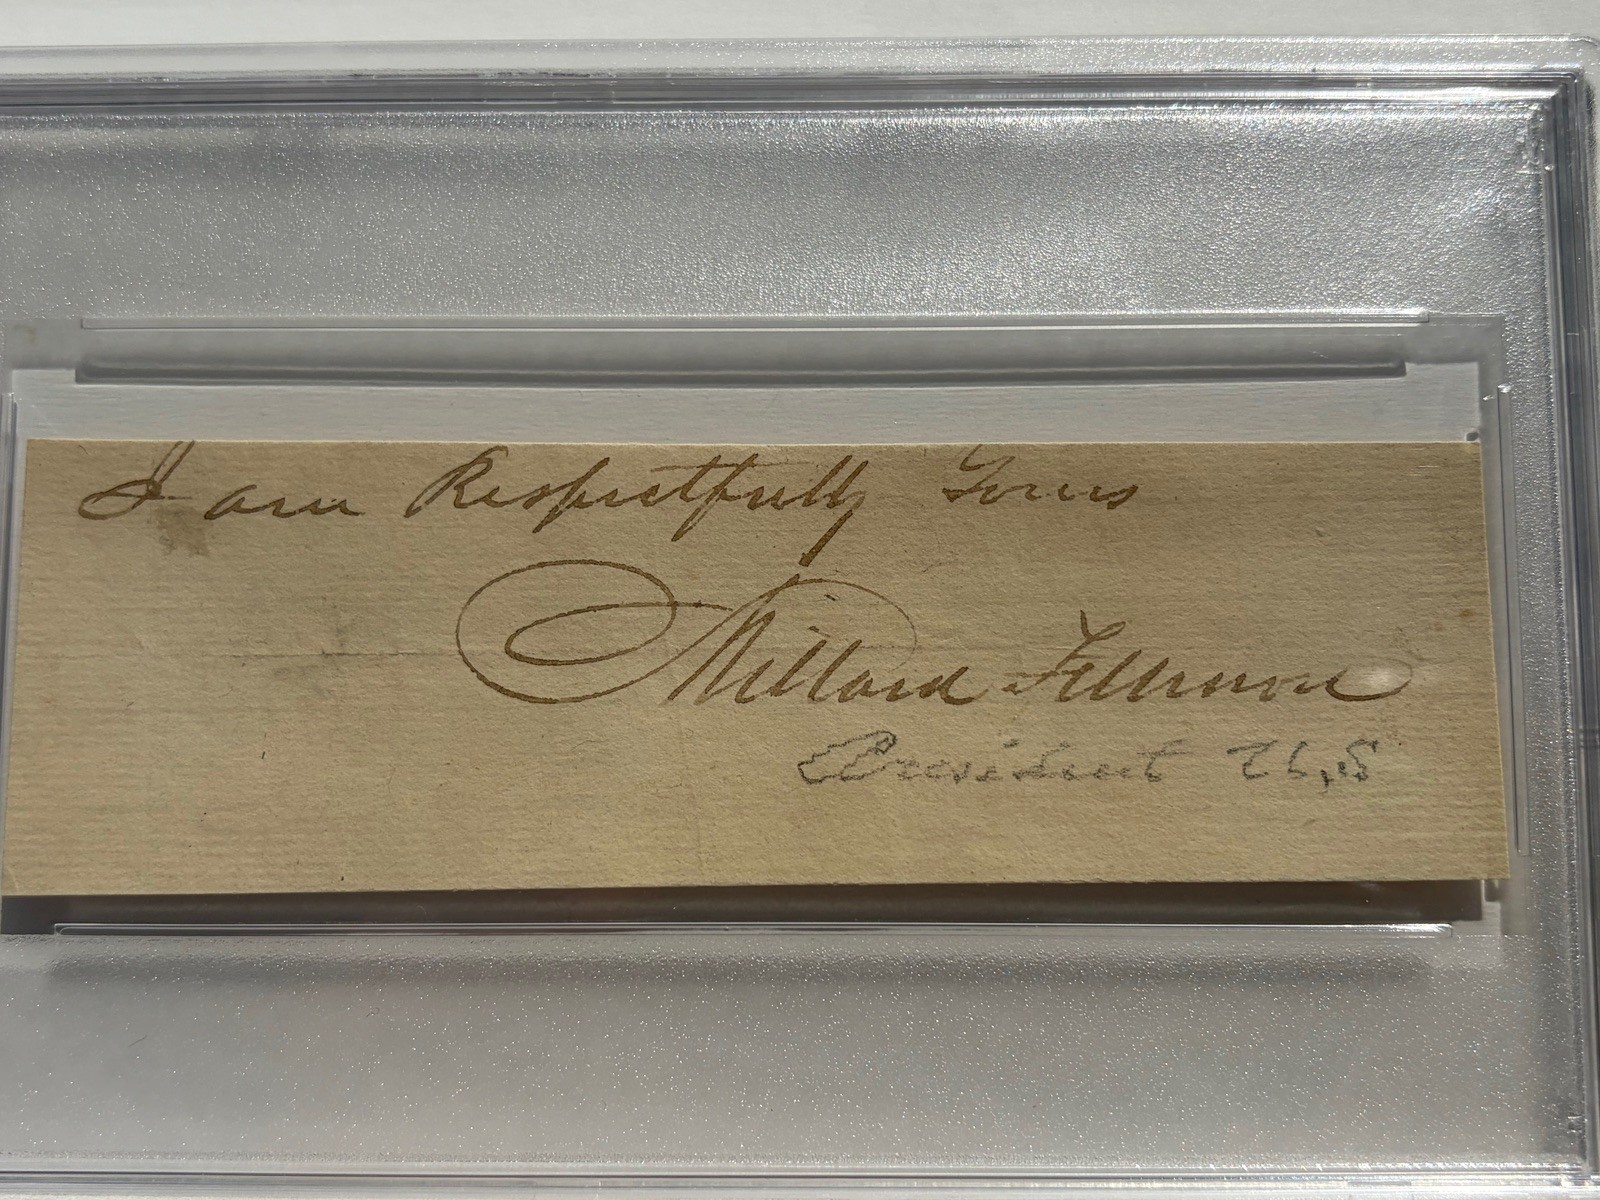 I am Respectfully Yours
Millard Fillmore
President U,S